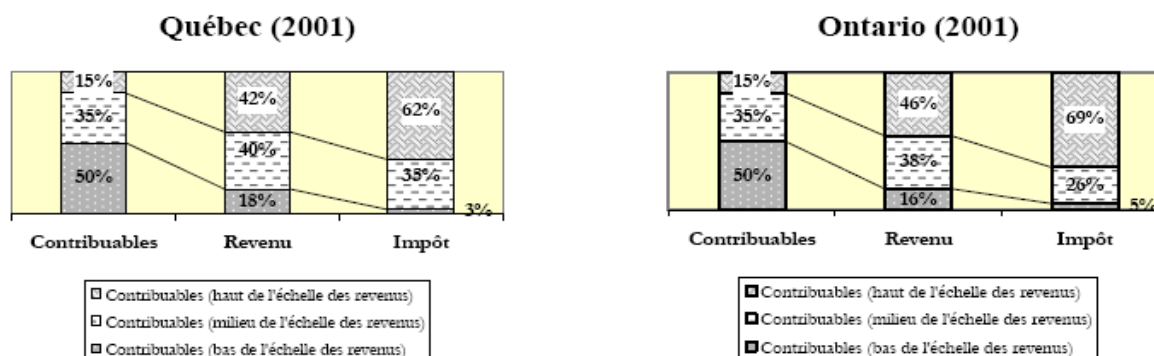 Québec (2001)
15%
42%
62%
35%
40%
35%
50%
18%
3%
Contribuables Revenu Impôt
Contribuables (haut de l'échelle des revenus)
Contribuables (milieu de l'échelle des revenus)
Contribuables (bas de l'échelle des revenus)
Ontario (2001)
15%
46%
69%
35%
38%
26%
50%
16%
5%
Contribuables Revenu Impôt
Contribuables (haut de l'échelle des revenus)
Contribuables (milieu de l'échelle des revenus)
Contribuables (bas de l'échelle des revenus)